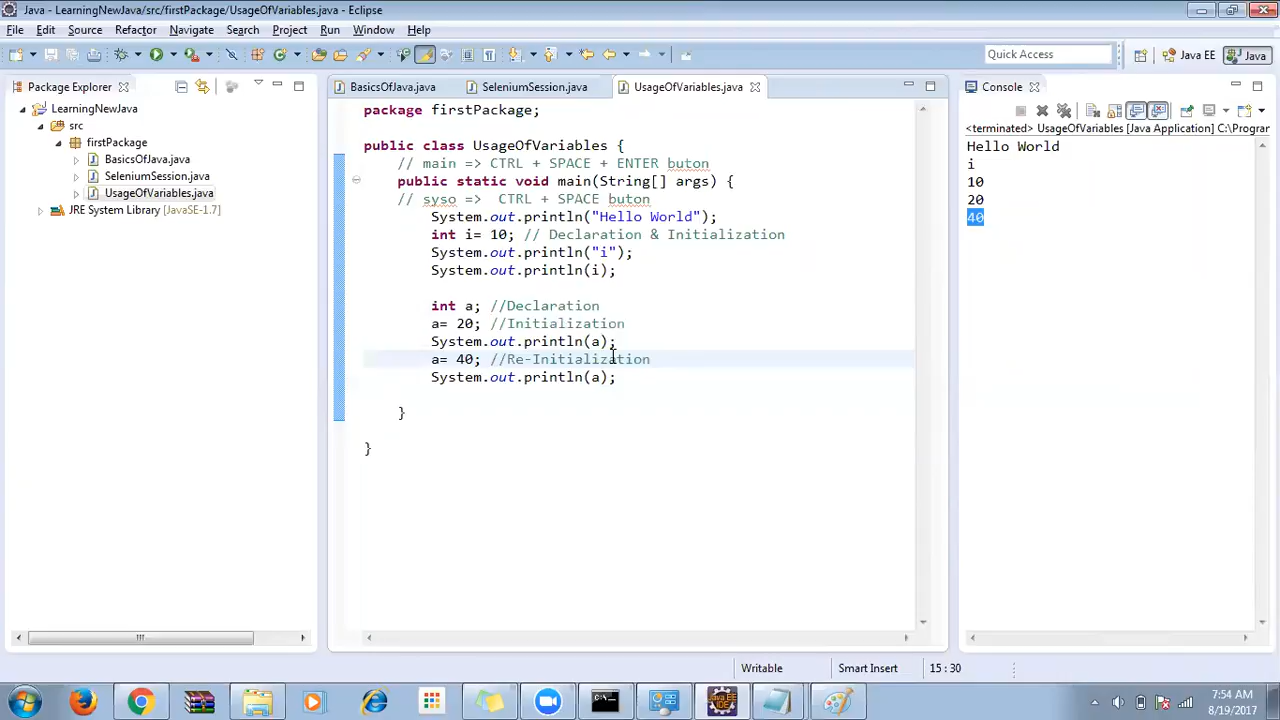 Java - LearningNewJava/src/firstPackage/UsageOfVariables.java - Eclipse
File Edit Source Refactor Navigate Search Project Run Window Help
Quick Access
Java EE
Java
Package Explorer
LearningNewJava
src
firstPackage
BasicsOfJava.java
SeleniumSession.java
UsageOfVariables.java
JRE System Library [JavaSE-1.7]
BasicsOfJava.java SeleniumSession.java UsageOfVariables.java
package firstPackage;
public class UsageOfVariables {
// main => CTRL + SPACE + ENTER buton
public static void main(String[] args) {
// syso => CTRL + SPACE buton
System.out.println("Hello World");
int i= 10; // Declaration & Initialization
System.out.println("i");
System.out.println(i);
int a; //Declaration
a= 20; //Initialization
System.out.println(a);
a= 40; //Re-Initialization
System.out.println(a);
}
}
Console
<terminated> UsageOfVariables [Java Application] C:\Progran
Hello World
i
10
20
40
Writable Smart Insert 15 : 30
7:54 AM
8/19/2017